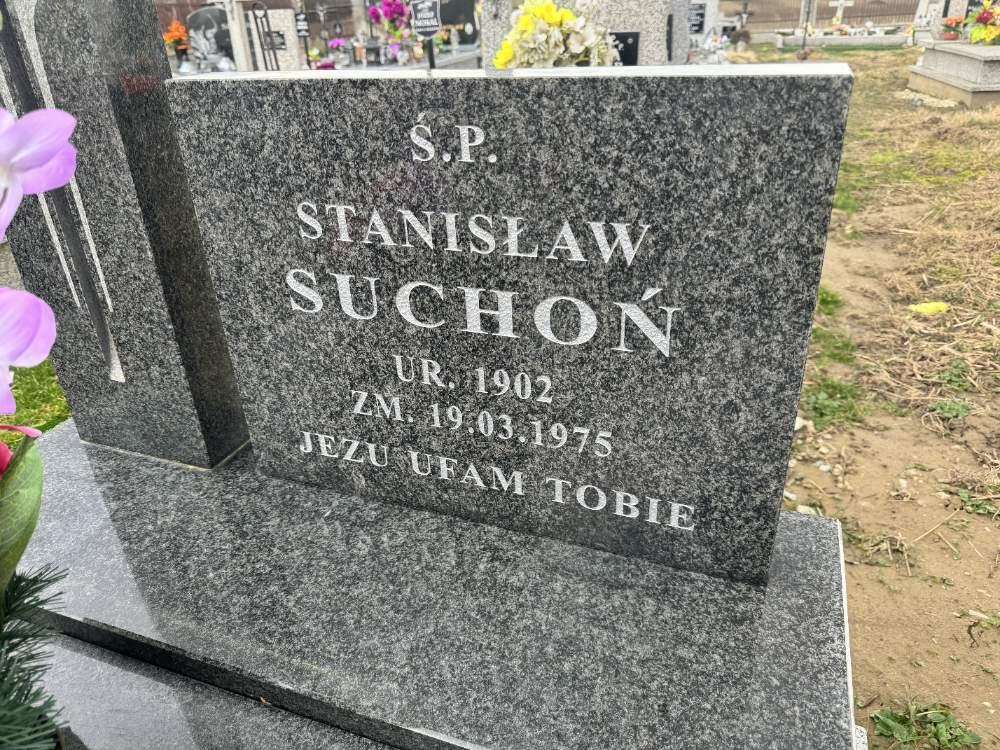 Ś.P.
STANISŁAW
SUCHOŃ
UR. 1902
ZM. 19.03.1975
JEZU UFAM TOBIE